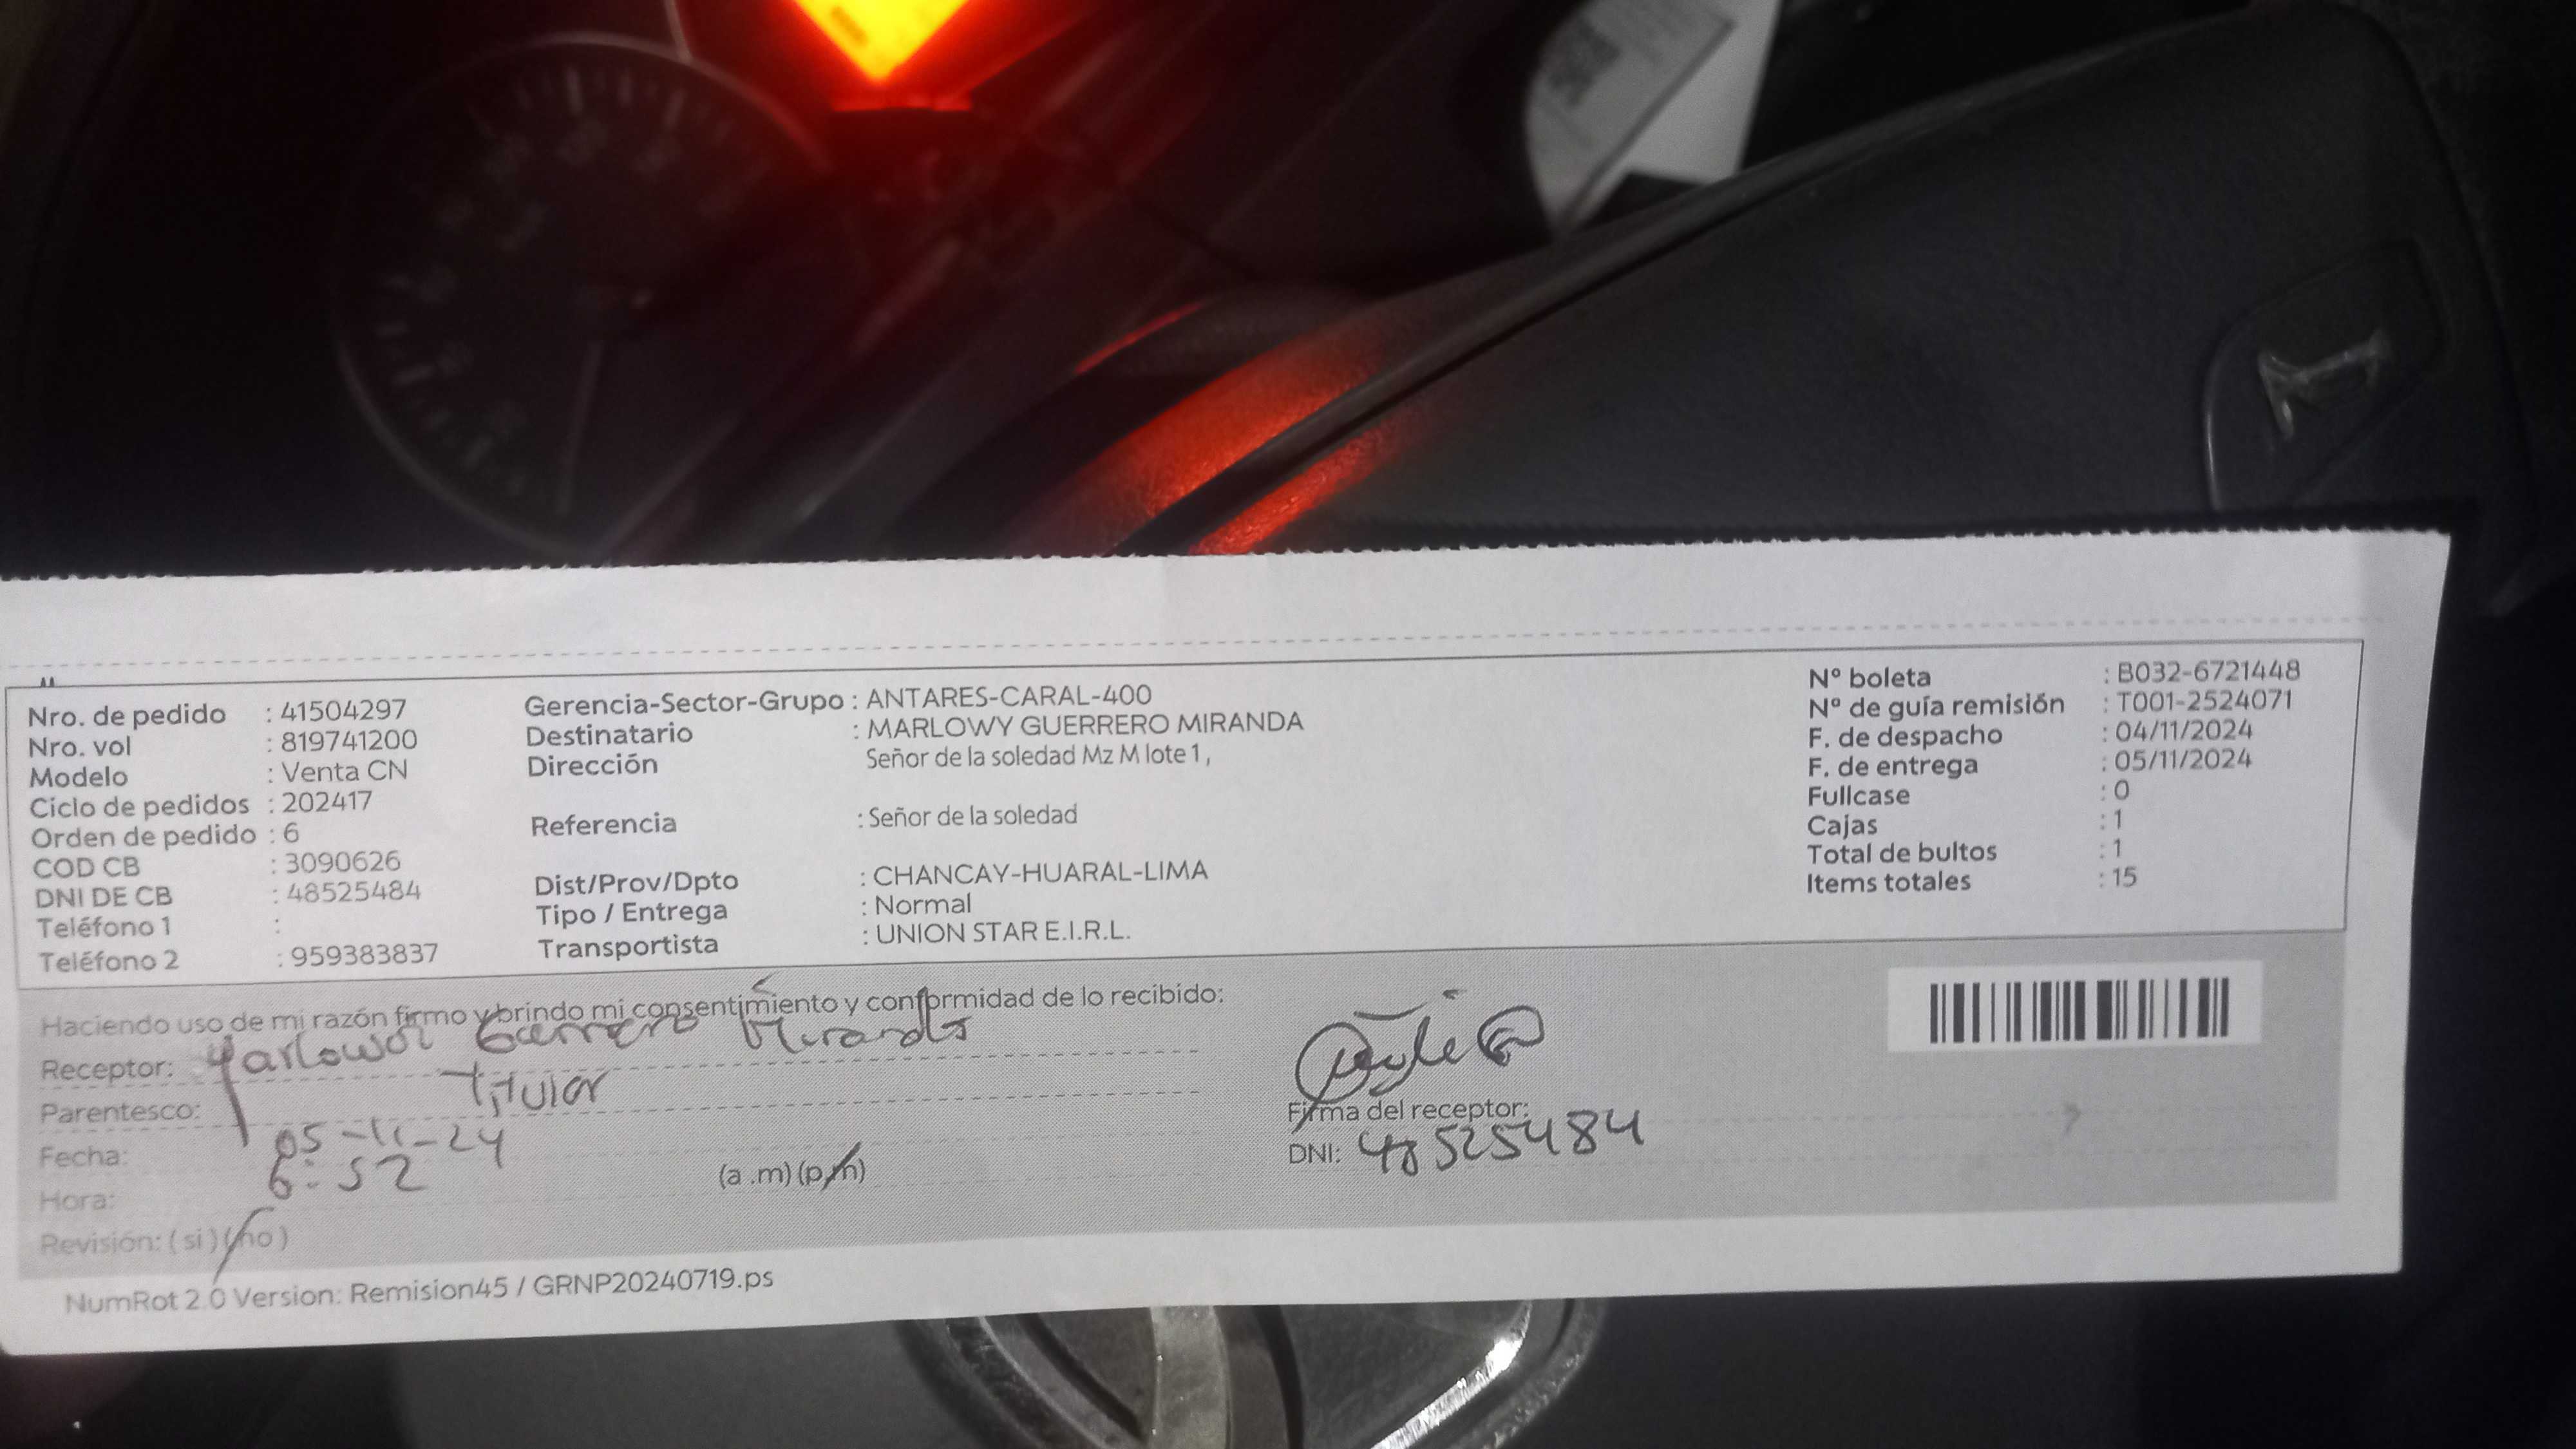 Nro. de pedido : 41504297
Nro. vol : 819741200
Modelo : Venta CN
Ciclo de pedidos : 202417
Orden de pedido : 6
COD CB : 3090626
DNI DE CB : 48525484
Teléfono 1 :
Teléfono 2 : 959383837
Gerencia-Sector-Grupo : ANTARES-CARAL-400
Destinatario : MARLOWY GUERRERO MIRANDA
Dirección Señor de la soledad Mz M lote 1,
Referencia : Señor de la soledad
Dist/Prov/Dpto : CHANCAY-HUARAL-LIMA
Tipo / Entrega : Normal
Transportista : UNION STAR E.I.R.L.
Nº boleta : B032-6721448
Nº de guía remisión : T001-2524071
F. de despacho : 04/11/2024
F. de entrega : 05/11/2024
Fullcase : 0
Cajas : 1
Total de bultos : 1
Items totales : 15
Haciendo uso de mi razón firmo y brindo mi consentimiento y conformidad de lo recibido:
Receptor: Miranda
Parentesco: Titular
Fecha: 05-11-24
Hora: 6:52 (a .m) (p.m)
Revisión: ( si ) (no )
Firma del receptor:
DNI: 48525484
NumRot 2.0 Version: Remision45 / GRNP20240719.ps